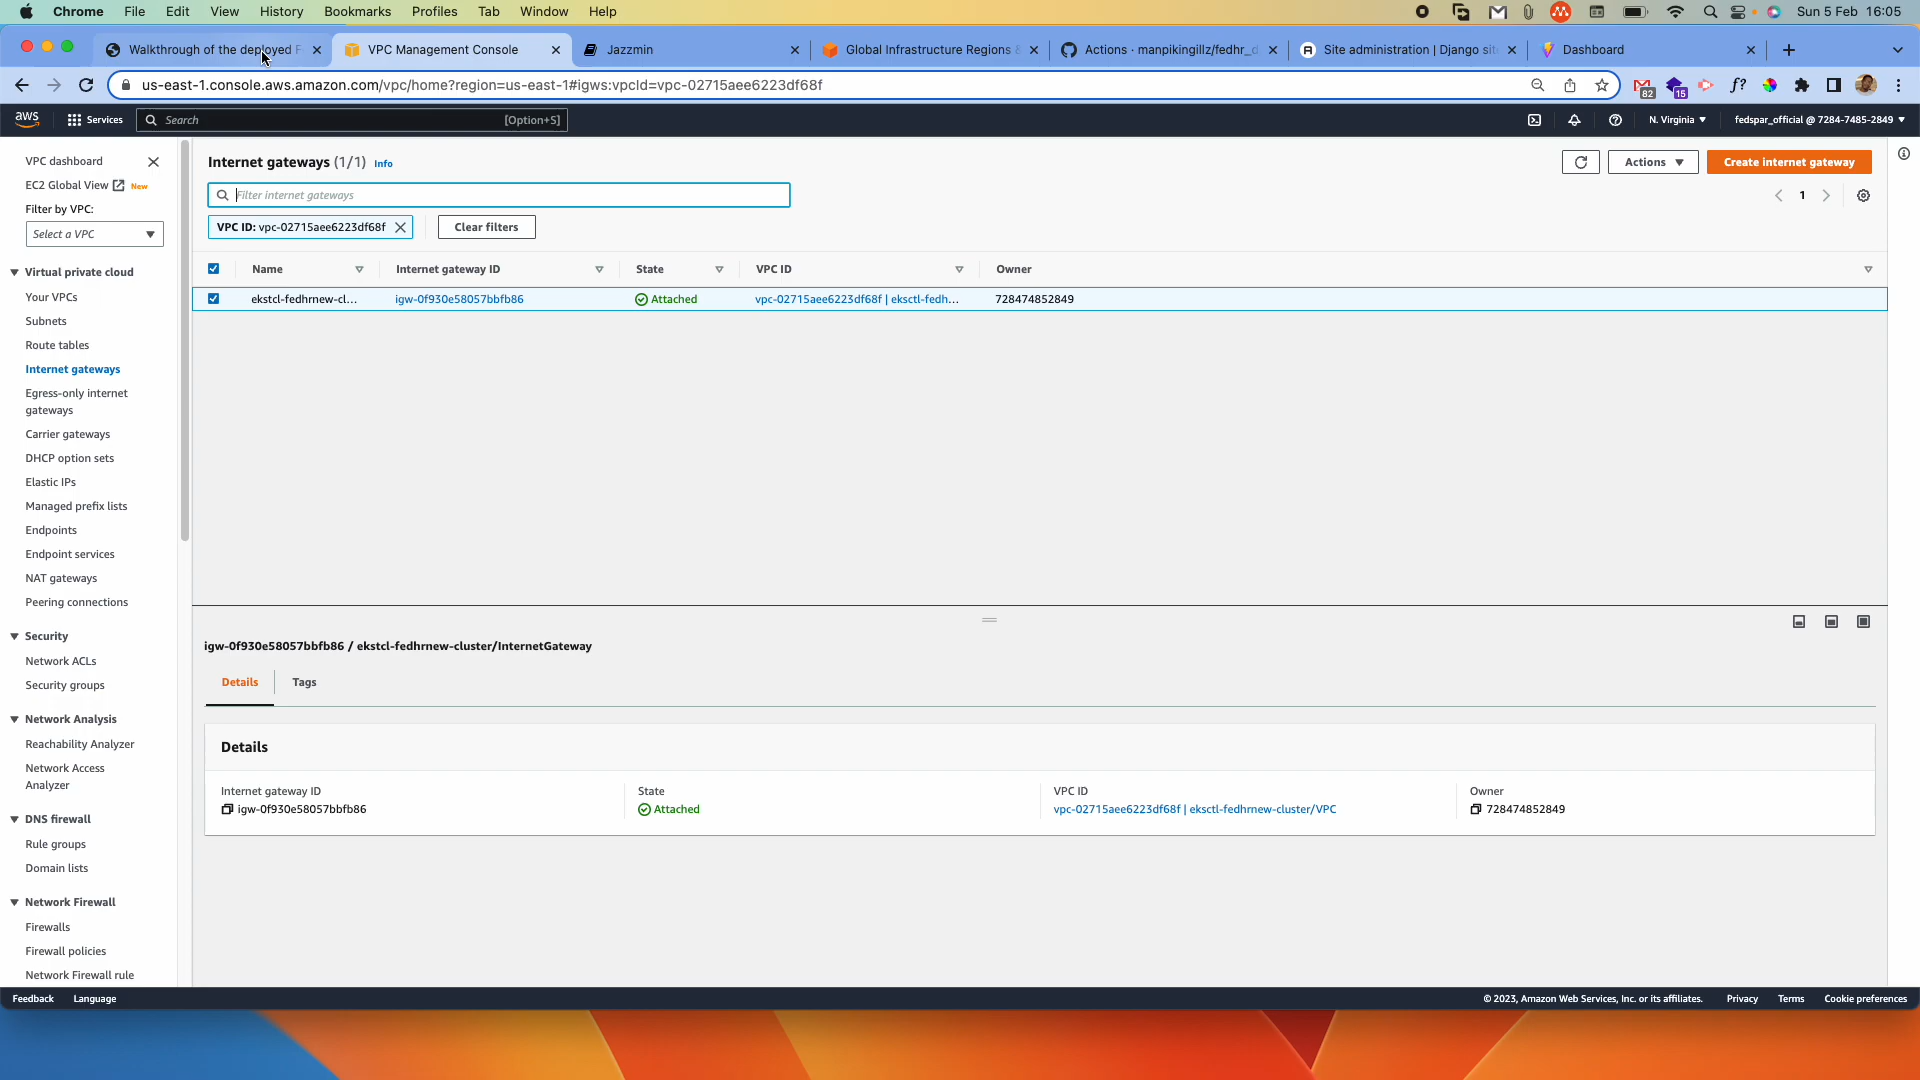 Chrome File Edit View History Bookmarks Profiles Tab Window Help Sun 5 Feb 16:05
Walkthrough of the deployed VPC Management Console Jazzmin Global Infrastructure Regions & Actions · manpikingillz/fedhr_d Site administration | Django sit Dashboard
us-east-1.console.aws.amazon.com/vpc/home?region=us-east-1#igws:vpcId=vpc-02715aee6223df68f 82 15 f?
aws Services Search [Option+S] N. Virginia fedspar_official @ 7284-7485-2849
VPC dashboard
EC2 Global View New
Filter by VPC:
Select a VPC
Virtual private cloud
Your VPCs
Subnets
Route tables
Internet gateways
Egress-only internet
gateways
Carrier gateways
DHCP option sets
Elastic IPs
Managed prefix lists
Endpoints
Endpoint services
NAT gateways
Peering connections
Security
Network ACLs
Security groups
Network Analysis
Reachability Analyzer
Network Access
Analyzer
DNS firewall
Rule groups
Domain lists
Network Firewall
Firewalls
Firewall policies
Network Firewall rule
Internet gateways (1/1) Info
Actions Create internet gateway
Filter internet gateways
1
VPC ID: vpc-02715aee6223df68f Clear filters
Name Internet gateway ID State VPC ID Owner
ekstcl-fedhrnew-cl... igw-0f930e58057bbfb86 Attached vpc-02715aee6223df68f | eksctl-fedh... 728474852849
igw-0f930e58057bbfb86 / ekstcl-fedhrnew-cluster/InternetGateway
Details Tags
Details
Internet gateway ID State VPC ID Owner
igw-0f930e58057bbfb86 Attached vpc-02715aee6223df68f | eksctl-fedhrnew-cluster/VPC 728474852849
Feedback Language © 2023, Amazon Web Services, Inc. or its affiliates. Privacy Terms Cookie preferences